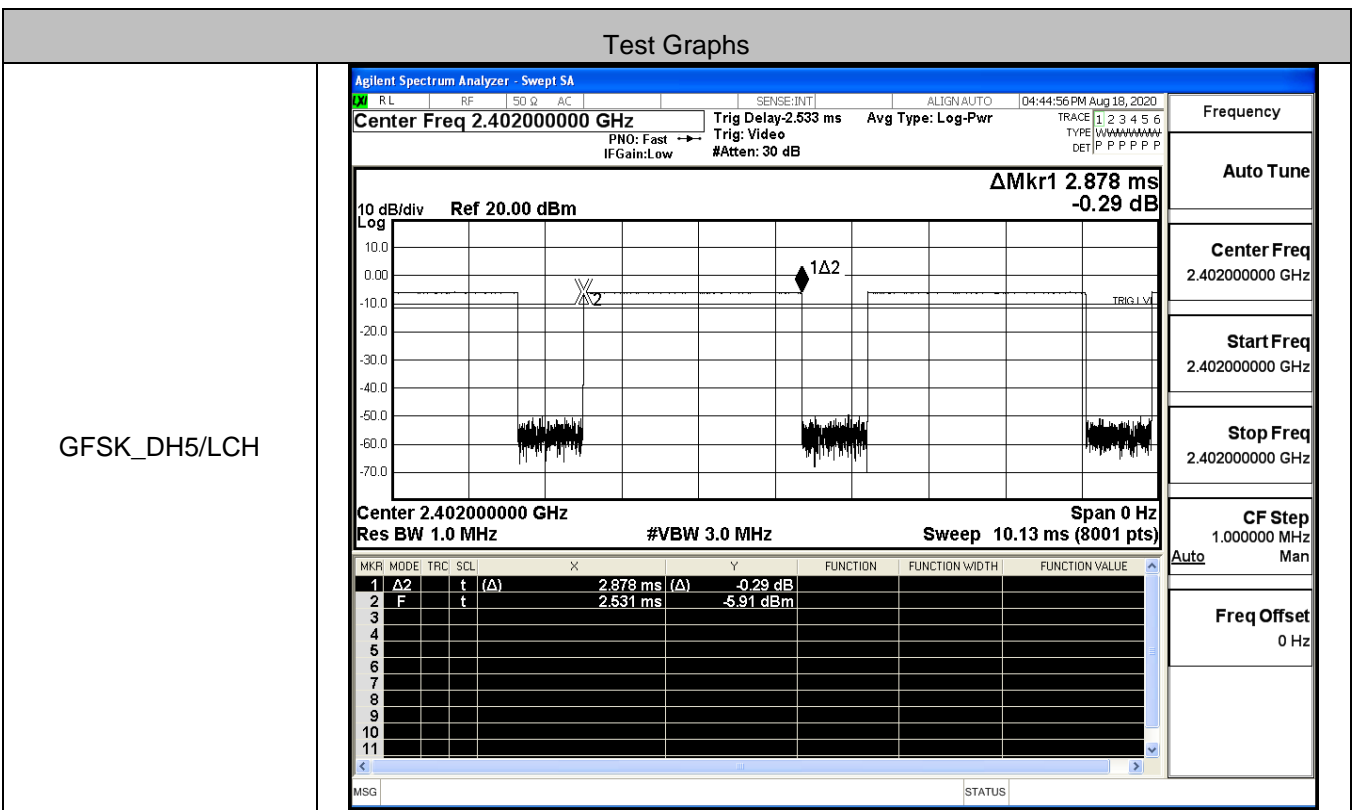 Test Graphs
GFSK_DH5/LCH
Agilent Spectrum Analyzer - Swept SA
LXI RL RF 50 Ω AC SENSE:INT ALIGN AUTO 04:44:56 PM Aug 18, 2020
Center Freq 2.402000000 GHz
PNO: Fast
IFGain:Low
Trig Delay-2.533 ms
Trig: Video
#Atten: 30 dB
Avg Type: Log-Pwr
TRACE 1 2 3 4 5 6
TYPE WWWWWW
DET P P P P P P
ΔMkr1 2.878 ms
-0.29 dB
10 dB/div Ref 20.00 dBm
Log
10.0
0.00
-10.0
-20.0
-30.0
-40.0
-50.0
-60.0
-70.0
1Δ2
2
TRIG LVL
Center 2.402000000 GHz Span 0 Hz
Res BW 1.0 MHz #VBW 3.0 MHz Sweep 10.13 ms (8001 pts)
MKR MODE TRC SCL X Y FUNCTION FUNCTION WIDTH FUNCTION VALUE
1 Δ2 t (Δ) 2.878 ms (Δ) -0.29 dB
2 F t 2.531 ms -5.91 dBm
3
4
5
6
7
8
9
10
11
MSG STATUS
Frequency
Auto Tune
Center Freq
2.402000000 GHz
Start Freq
2.402000000 GHz
Stop Freq
2.402000000 GHz
CF Step
1.000000 MHz
Auto Man
Freq Offset
0 Hz